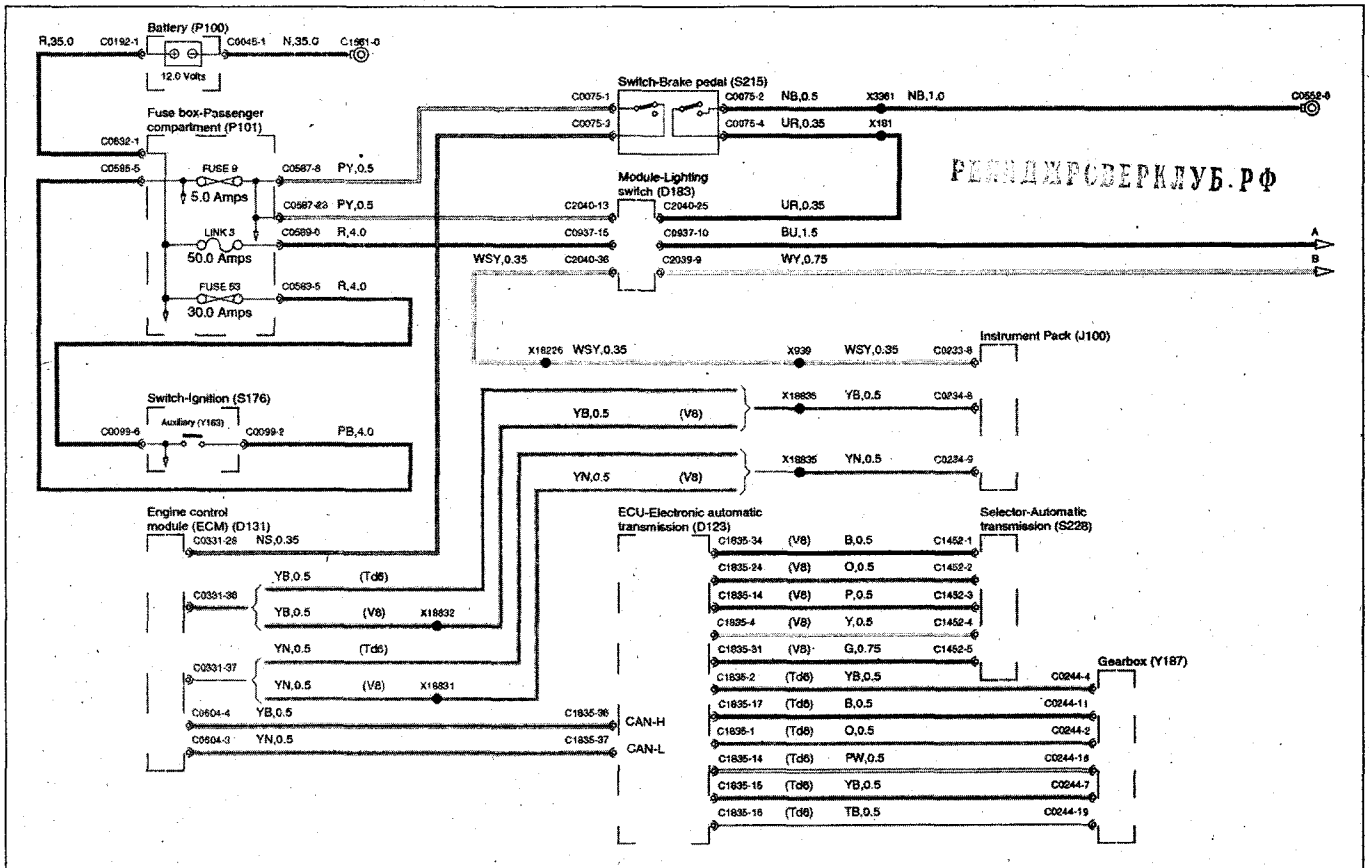 Battery (P100)
R,35.0 C0192-1 C0045-1 N,35.0 C1961-0
12.0 Volts
Switch-Brake pedal (S215)
C0075-1 C0075-2 NB,0.5 X3361 NB,1.0 C0552-0
Fuse box-Passenger
compartment (P101)
C0075-3 C0075-4 UR,0.35 X181
C0632-1
C0595-5 FUSE 9 C0587-8 PY,0.5
5.0 Amps
Module-Lighting
switch (D183)
C0587-23 PY,0.5 C2040-13 C2040-25 UR,0.35
LINK 3 C0589-0 R,4.0 C0937-15 C0937-10 BU,1.5 A
50.0 Amps
WSY,0.35 C2040-36 C2039-9 WY,0.75 B
FUSE 53 C0583-5 R,4.0
30.0 Amps
Instrument Pack (J100)
X18226 WSY,0.35 X939 WSY,0.35 C0233-8
Switch-Ignition (S176)
Auxiliary (Y163)
YB,0.5 (V8) X18836 YB,0.5 C0234-8
C0099-6 C0099-2 PB,4.0
YN,0.5 (V8) X18835 YN,0.5 C0234-9
Engine control
module (ECM) (D131)
ECU-Electronic automatic
transmission (D123)
Selector-Automatic
transmission (S228)
C0331-28 NS,0.35 C1835-34 (V8) B,0.5 C1452-1
YB,0.5 (Td6) C1835-24 (V8) O,0.5 C1452-2
C0331-36 YB,0.5 (V8) X18832 C1835-14 (V8) P,0.5 C1452-3
C1835-4 (V8) Y,0.5 C1452-4
YN,0.5 (Td6) C1835-31 (V8) G,0.75 C1452-5
Gearbox (Y187)
C0331-37 YN,0.5 (V8) X18831 C1835-2 (Td6) YB,0.5 C0244-4
C0604-4 YB,0.5 C1835-36 CAN-H C1835-17 (Td6) B,0.5 C0244-11
C0604-3 YN,0.5 C1835-37 CAN-L C1835-1 (Td6) O,0.5 C0244-2
C1835-14 (Td6) PW,0.5 C0244-16
C1835-15 (Td6) YB,0.5 C0244-7
C1835-16 (Td6) TB,0.5 C0244-19